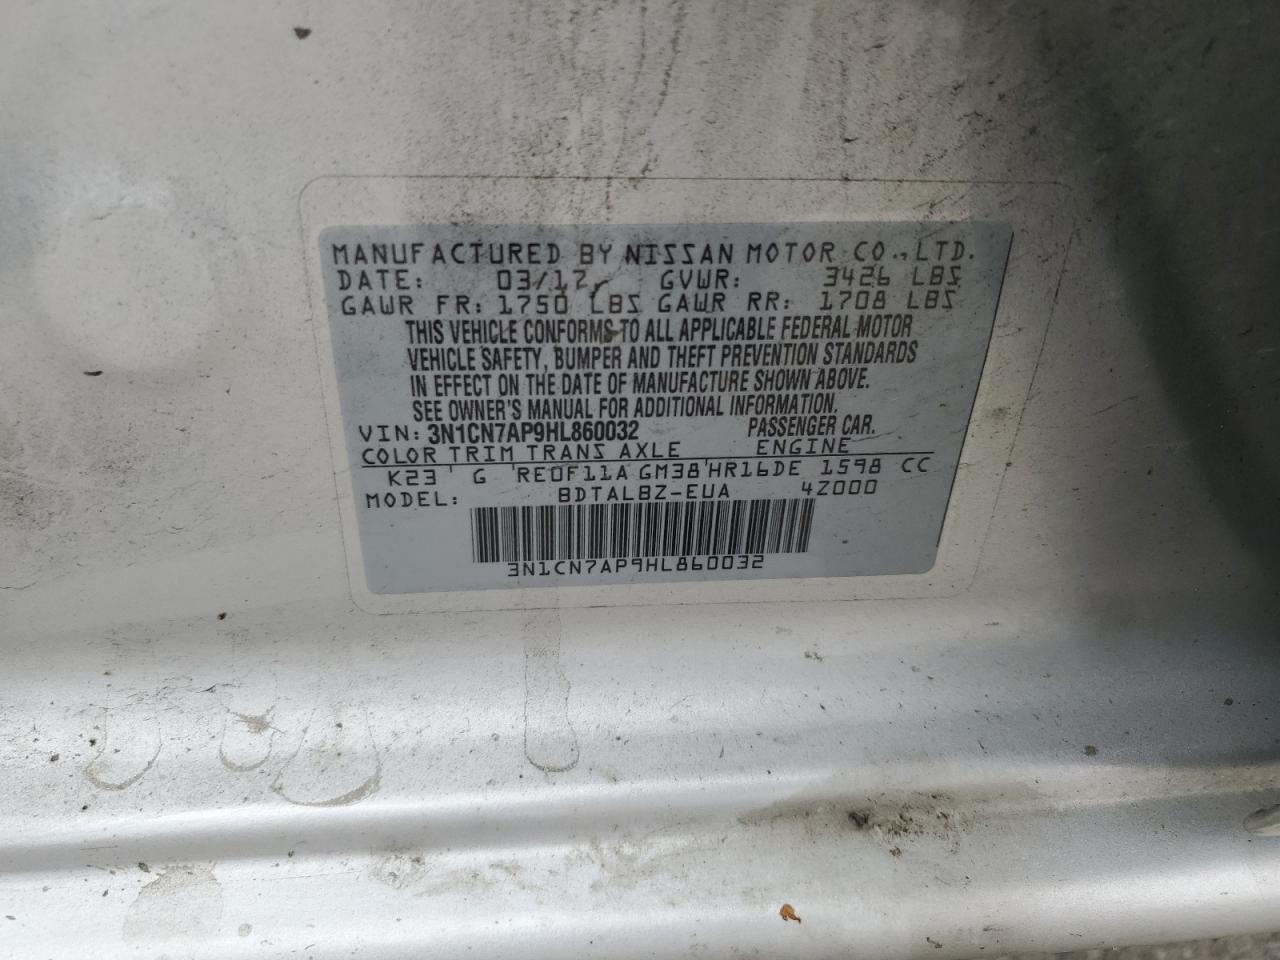 MANUFACTURED BY NISSAN MOTOR CO., LTD.
DATE: 03/17 GVWR: 3426 LBS
GAWR FR: 1750 LBS GAWR RR: 1708 LBS
THIS VEHICLE CONFORMS TO ALL APPLICABLE FEDERAL MOTOR
VEHICLE SAFETY, BUMPER AND THEFT PREVENTION STANDARDS
IN EFFECT ON THE DATE OF MANUFACTURE SHOWN ABOVE.
SEE OWNER'S MANUAL FOR ADDITIONAL INFORMATION.
VIN: 3N1CN7AP9HL860032 PASSENGER CAR.
COLOR TRIM TRANS AXLE ENGINE
K23 G RE0F11A GM38 HR16DE 1598 CC
MODEL: BDTALBZ-EUA 4Z000
3N1CN7AP9HL860032